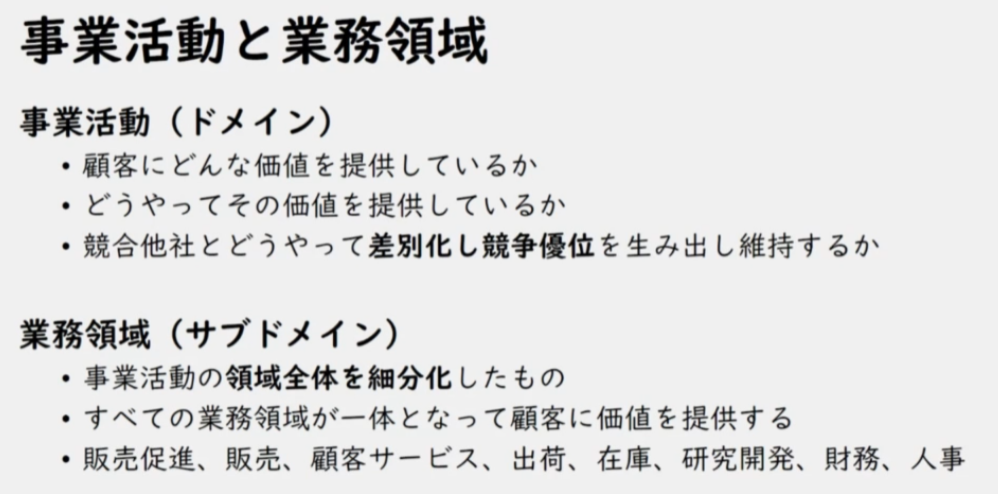 事業活動と業務領域
事業活動（ドメイン）
• 顧客にどんな価値を提供しているか
• どうやってその価値を提供しているか
• 競合他社とどうやって差別化し競争優位を生み出し維持するか
業務領域（サブドメイン）
• 事業活動の領域全体を細分化したもの
• すべての業務領域が一体となって顧客に価値を提供する
• 販売促進、販売、顧客サービス、出荷、在庫、研究開発、財務、人事